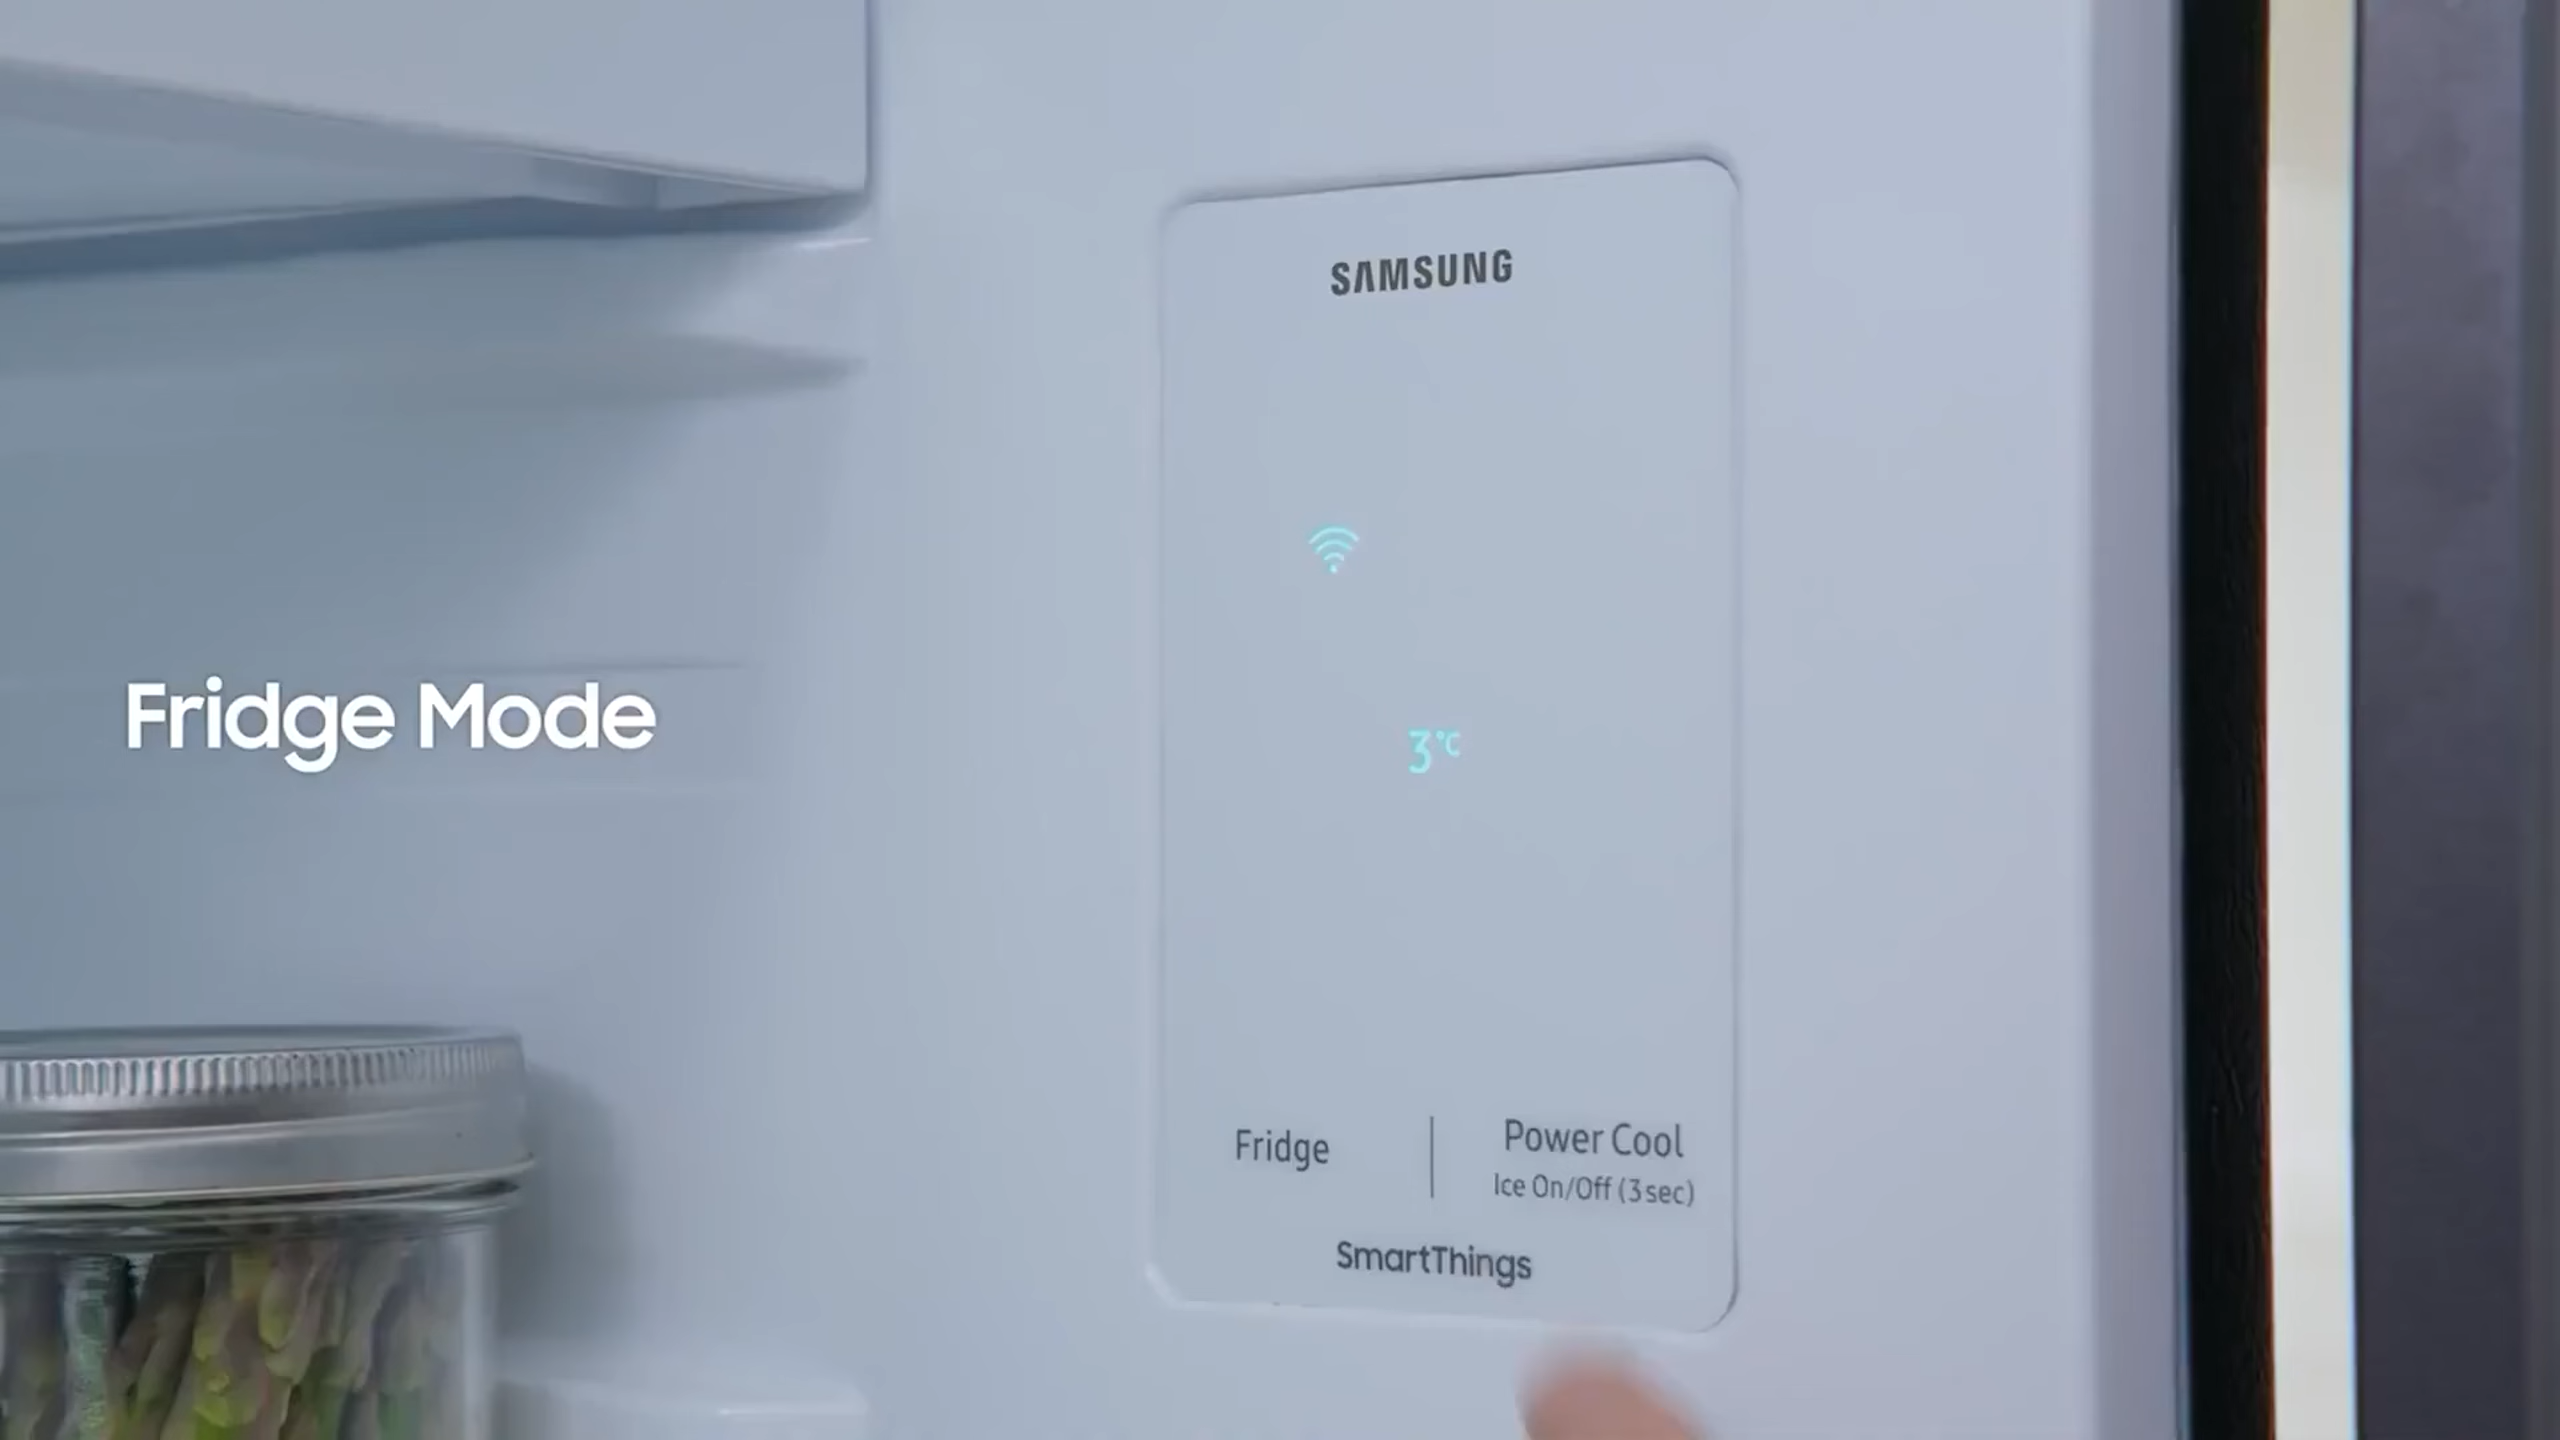 SAMSUNG
3°C
Fridge Mode
Fridge
Power Cool
Ice On/Off (3 sec)
SmartThings